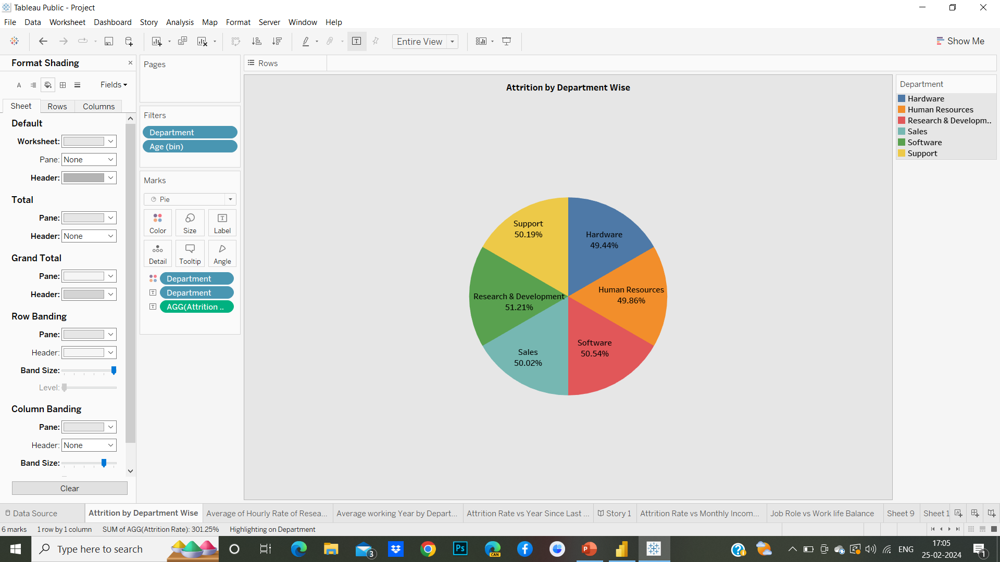 Tableau Public - Project
File Data Worksheet Dashboard Story Analysis Map Format Server Window Help
Entire View
Show Me
Format Shading
Fields
Sheet Rows Columns
Default
Worksheet:
Pane: None
Header:
Total
Pane:
Header: None
Grand Total
Pane:
Header:
Row Banding
Pane:
Header:
Band Size:
Level:
Column Banding
Pane:
Header: None
Band Size:
Clear
Pages
Filters
Department
Age (bin)
Marks
Pie
Color Size Label
Detail Tooltip Angle
Department
Department
AGG(Attrition ..
Rows
Attrition by Department Wise
Support
50.19%
Hardware
49.44%
Human Resources
49.86%
Research & Development
51.21%
Software
50.54%
Sales
50.02%
Department
Hardware
Human Resources
Research & Developm..
Sales
Software
Support
Data Source Attrition by Department Wise Average of Hourly Rate of Resea... Average working Year by Depart... Attrition Rate vs Year Since Last ... Story 1 Attrition Rate vs Monthly Incom... Job Role vs Work life Balance Sheet 9 Sheet 1
6 marks 1 row by 1 column SUM of AGG(Attrition Rate): 301.25% Highlighting on Department
Type here to search
3
Ps
CAN
P
ENG
17:05
25-02-2024
1